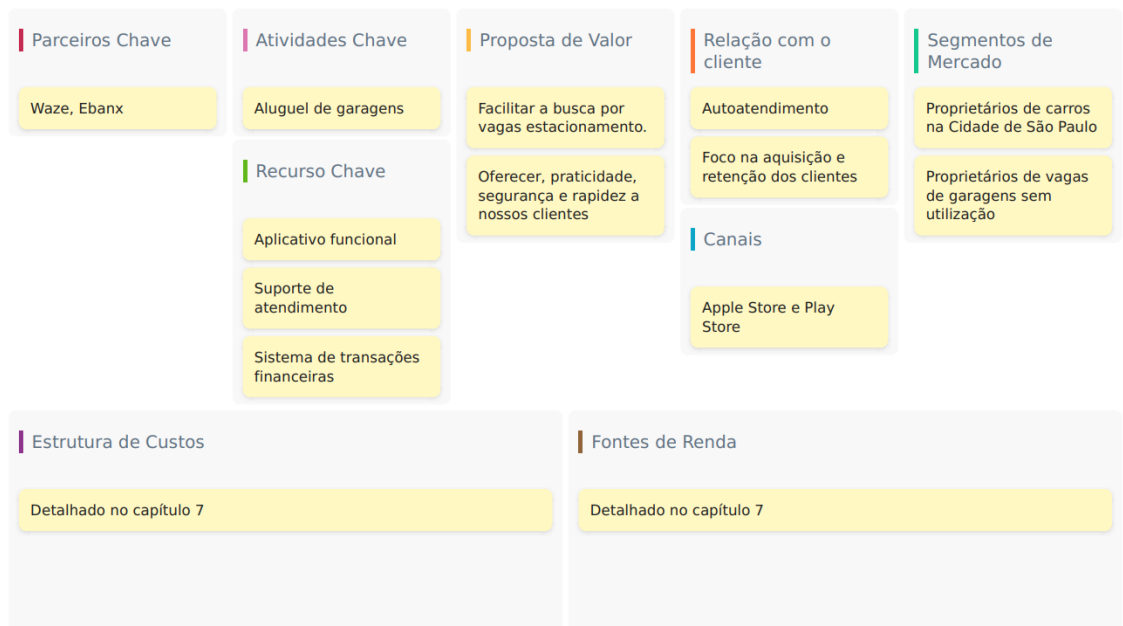 Parceiros Chave
Waze, Ebanx
Atividades Chave
Aluguel de garagens
Recurso Chave
Aplicativo funcional
Suporte de
atendimento
Sistema de transações
financeiras
Proposta de Valor
Facilitar a busca por
vagas estacionamento.
Oferecer, praticidade,
segurança e rapidez a
nossos clientes
Relação com o
cliente
Autoatendimento
Foco na aquisição e
retenção dos clientes
Canais
Apple Store e Play
Store
Segmentos de
Mercado
Proprietários de carros
na Cidade de São Paulo
Proprietários de vagas
de garagens sem
utilização
Estrutura de Custos
Detalhado no capítulo 7
Fontes de Renda
Detalhado no capítulo 7